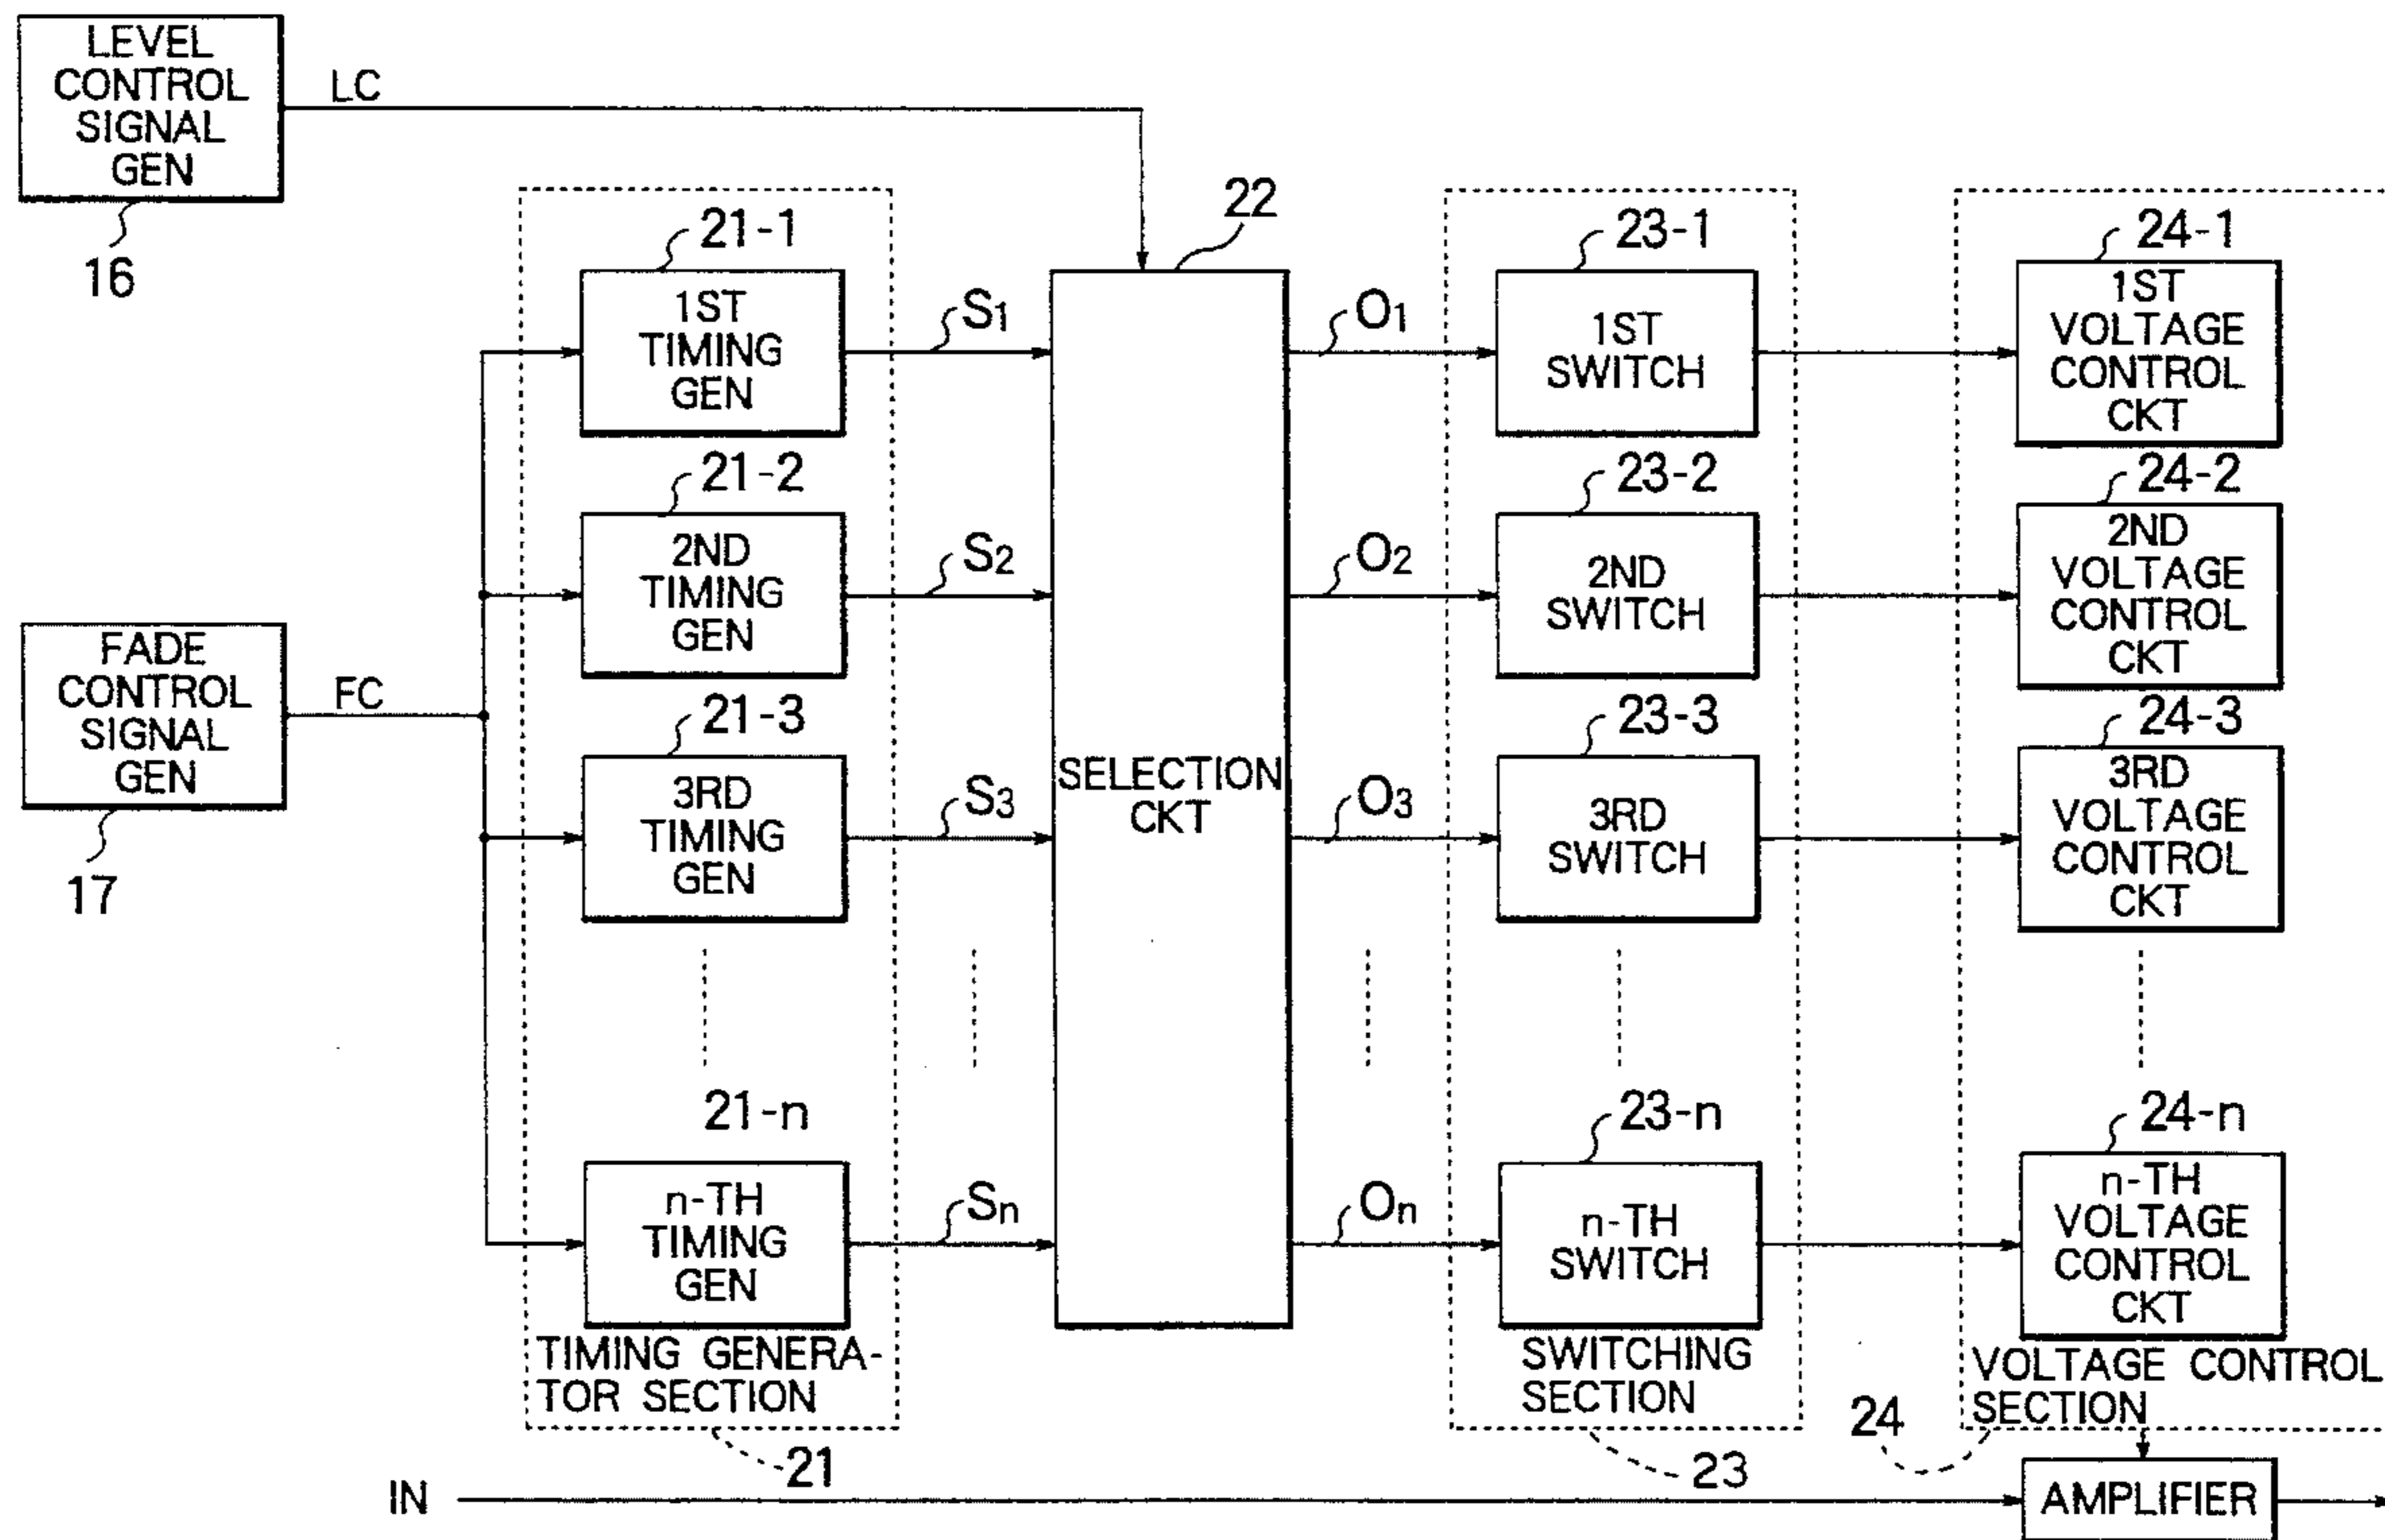 LEVEL
CONTROL
SIGNAL
GEN
LC
16
22
21-1
23-1
24-1
1ST
TIMING
GEN
S1
O1
1ST
SWITCH
1ST
VOLTAGE
CONTROL
CKT
21-2
23-2
24-2
2ND
TIMING
GEN
S2
O2
2ND
SWITCH
2ND
VOLTAGE
CONTROL
CKT
FADE
CONTROL
SIGNAL
GEN
FC
17
21-3
23-3
24-3
3RD
TIMING
GEN
S3
SELECTION
CKT
O3
3RD
SWITCH
3RD
VOLTAGE
CONTROL
CKT
21-n
23-n
24-n
n-TH
TIMING
GEN
Sn
On
n-TH
SWITCH
n-TH
VOLTAGE
CONTROL
CKT
TIMING GENERA-
TOR SECTION
SWITCHING
SECTION
VOLTAGE CONTROL
SECTION
21
23
24
IN
AMPLIFIER